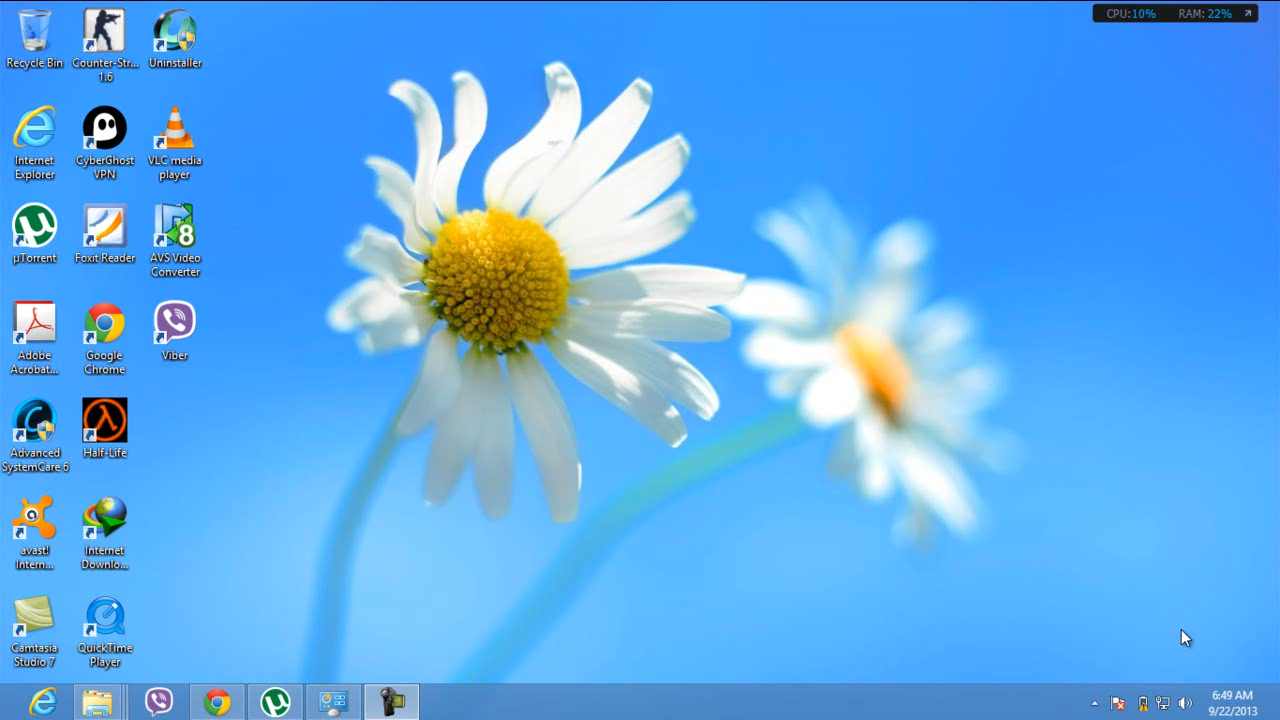 CPU:10% RAM: 22%
Recycle Bin
Counter-Str...
1.6
Uninstaller
Internet
Explorer
CyberGhost
VPN
VLC media
player
µTorrent
Foxit Reader
AVS Video
Converter
8
Adobe
Acrobat...
Google
Chrome
Viber
Advanced
SystemCare 6
Half-Life
avast!
Intern...
Internet
Downlo...
Camtasia
Studio 7
QuickTime
Player
6:49 AM
9/22/2013